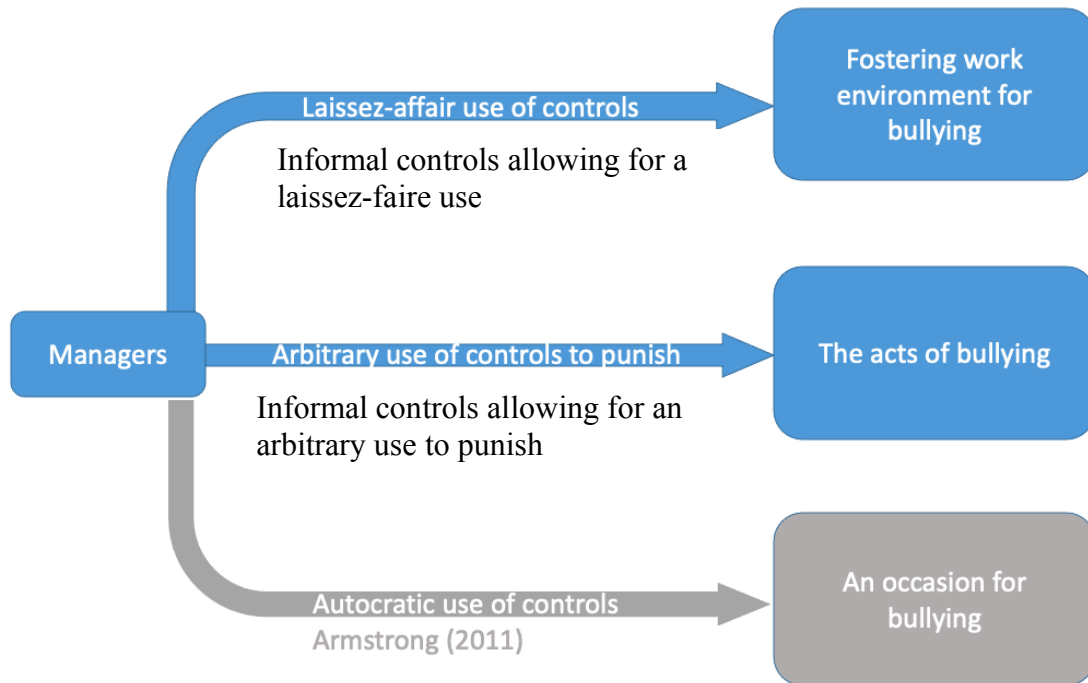 Laissez-affair use of controls
Informal controls allowing for a
laissez-faire use
Fostering work
environment for
bullying
Managers
Arbitrary use of controls to punish
Informal controls allowing for an
arbitrary use to punish
The acts of bullying
Autocratic use of controls
Armstrong (2011)
An occasion for
bullying